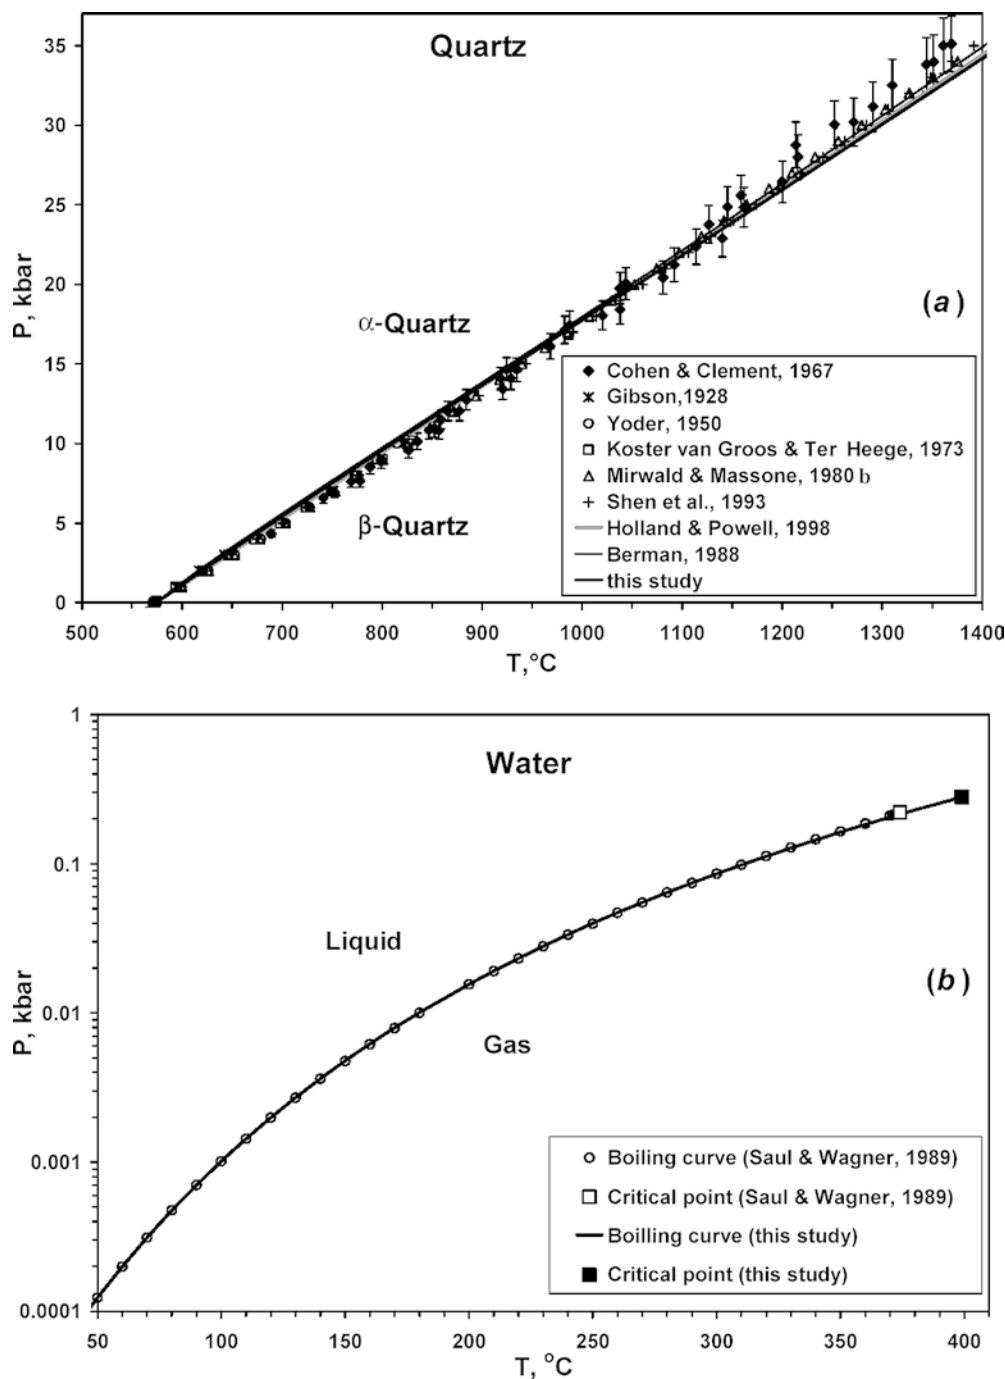 Quartz
P, kbar
35
30
25
20
15
10
5
0
(a)
α-Quartz
β-Quartz
Cohen & Clement, 1967
Gibson,1928
Yoder, 1950
Koster van Groos & Ter Heege, 1973
Mirwald & Massone, 1980 b
Shen et al., 1993
Holland & Powell, 1998
Berman, 1988
this study
500 600 700 800 900 1000 1100 1200 1300 1400
T,°C
Water
P, kbar
1
0.1
0.01
0.001
0.0001
Liquid
(b)
Gas
Boiling curve (Saul & Wagner, 1989)
Critical point (Saul & Wagner, 1989)
Boilling curve (this study)
Critical point (this study)
50 100 150 200 250 300 350 400
T, °C